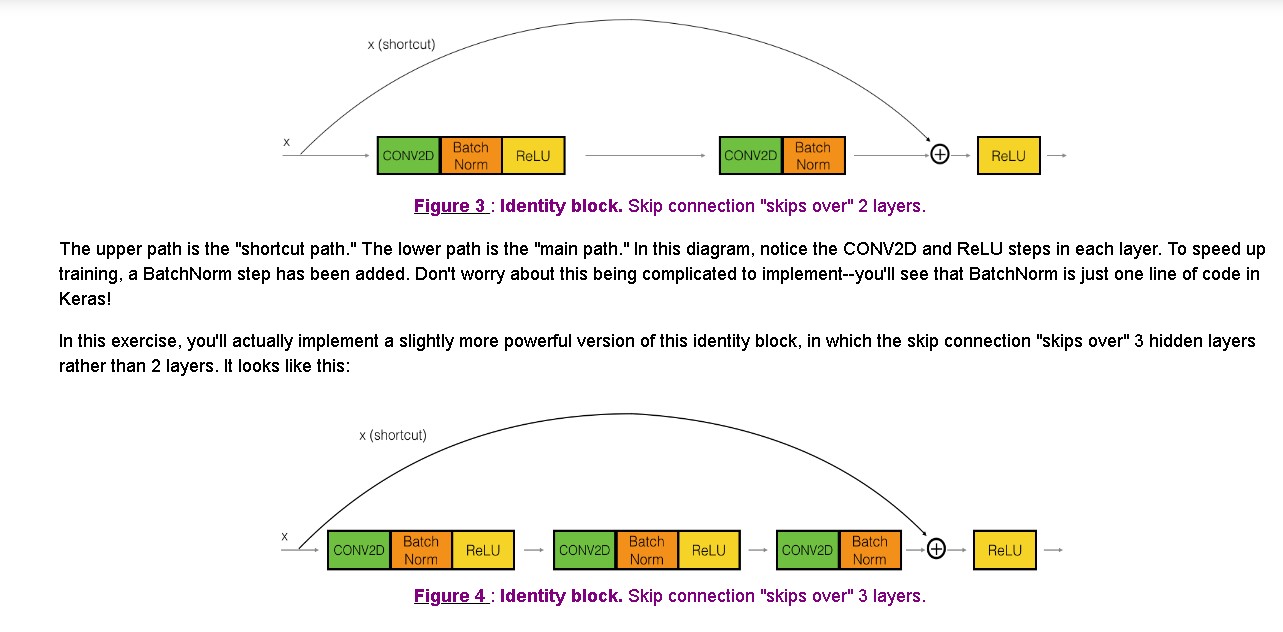 x (shortcut)
x
CONV2D Batch Norm ReLU CONV2D Batch Norm ReLU
Figure 3 : Identity block. Skip connection "skips over" 2 layers.
The upper path is the "shortcut path." The lower path is the "main path." In this diagram, notice the CONV2D and ReLU steps in each layer. To speed up
training, a BatchNorm step has been added. Don't worry about this being complicated to implement--you'll see that BatchNorm is just one line of code in
Keras!
In this exercise, you'll actually implement a slightly more powerful version of this identity block, in which the skip connection "skips over" 3 hidden layers
rather than 2 layers. It looks like this:
x (shortcut)
x
CONV2D Batch Norm ReLU CONV2D Batch Norm ReLU CONV2D Batch Norm ReLU
Figure 4 : Identity block. Skip connection "skips over" 3 layers.